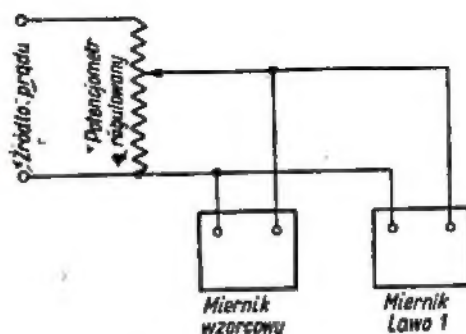 Źródło prądu
Potencjometr
regulowany
Miernik
wzorcowy
Miernik
Lawo 1